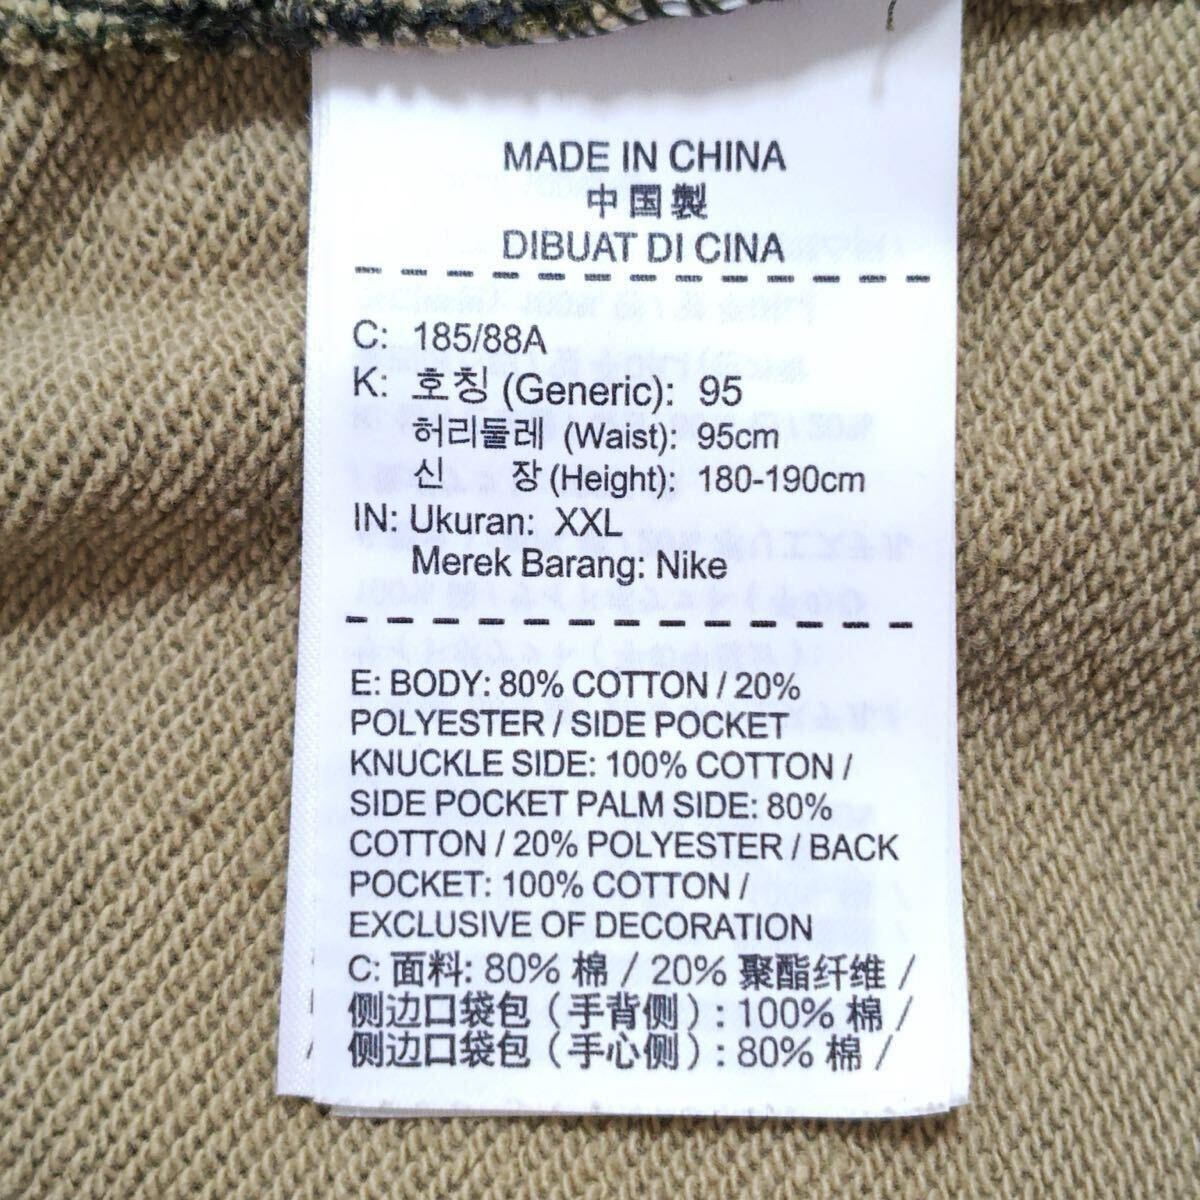 MADE IN CHINA
中国製
DIBUAT DI CINA
C: 185/88A
K: 호칭 (Generic): 95
허리둘레 (Waist): 95cm
신 장 (Height): 180-190cm
IN: Ukuran: XXL
Merek Barang: Nike
E: BODY: 80% COTTON / 20%
POLYESTER / SIDE POCKET
KNUCKLE SIDE: 100% COTTON /
SIDE POCKET PALM SIDE: 80%
COTTON / 20% POLYESTER / BACK
POCKET: 100% COTTON /
EXCLUSIVE OF DECORATION
C: 面料: 80% 棉 / 20% 聚酯纤维 /
侧边口袋包（手背侧）: 100% 棉 /
侧边口袋包（手心侧）: 80% 棉 /